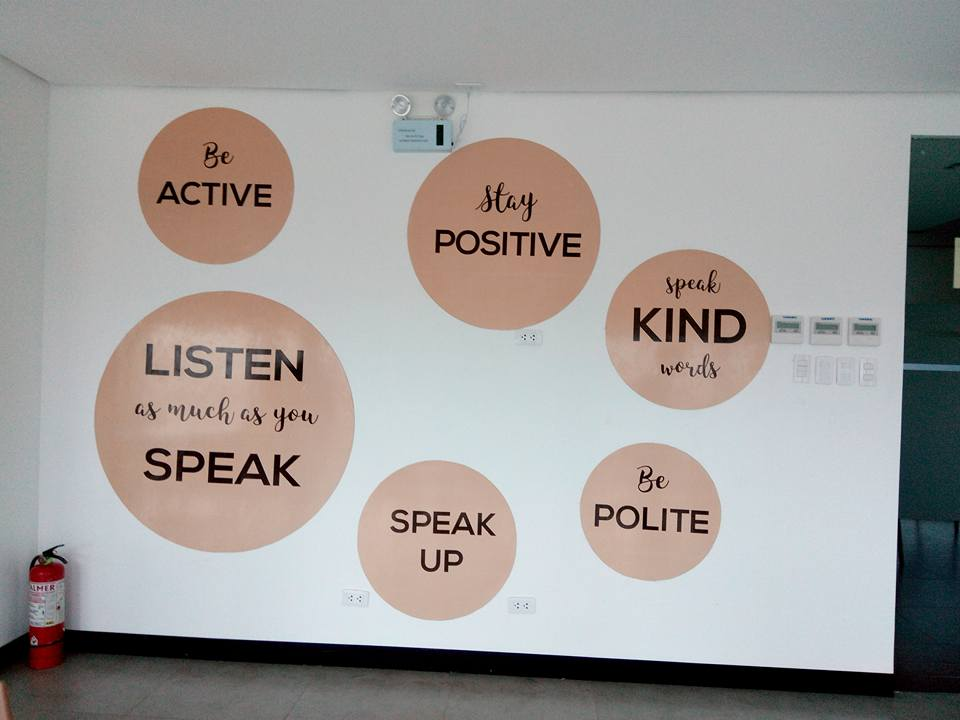 Be
ACTIVE
stay
POSITIVE
speak
KIND
words
LISTEN
as much as you
SPEAK
SPEAK
UP
Be
POLITE